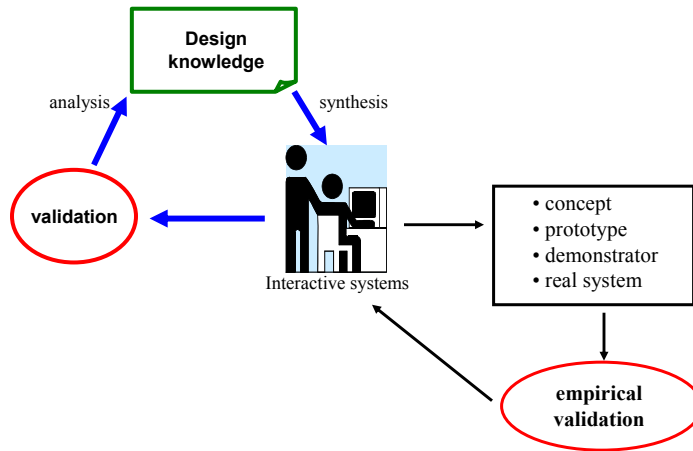 Design
knowledge
analysis
synthesis
validation
Interactive systems
• concept
• prototype
• demonstrator
• real system
empirical
validation